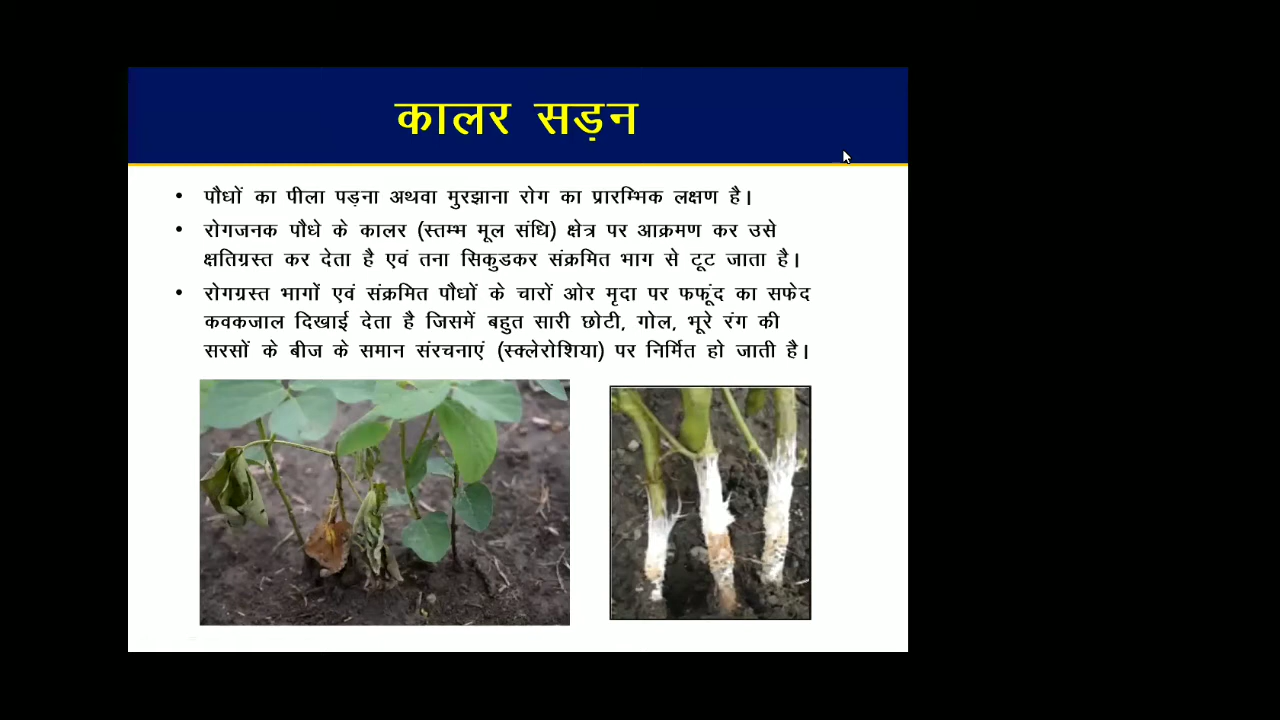 कालर सड़न
• पौधों का पीला पड़ना अथवा मुरझाना रोग का प्रारम्भिक लक्षण है।
• रोगजनक पौधे के कालर (स्तम्भ मूल संधि) क्षेत्र पर आक्रमण कर उसे
क्षतिग्रस्त कर देता है एवं तना सिकुडकर संक्रमित भाग से टूट जाता है।
• रोगग्रस्त भागों एवं संक्रमित पौधों के चारों ओर मृदा पर फफूंद का सफेद
कवकजाल दिखाई देता है जिसमें बहुत सारी छोटी, गोल, भूरे रंग की
सरसों के बीज के समान संरचनाएं (स्क्लेरोशिया) पर निर्मित हो जाती है।